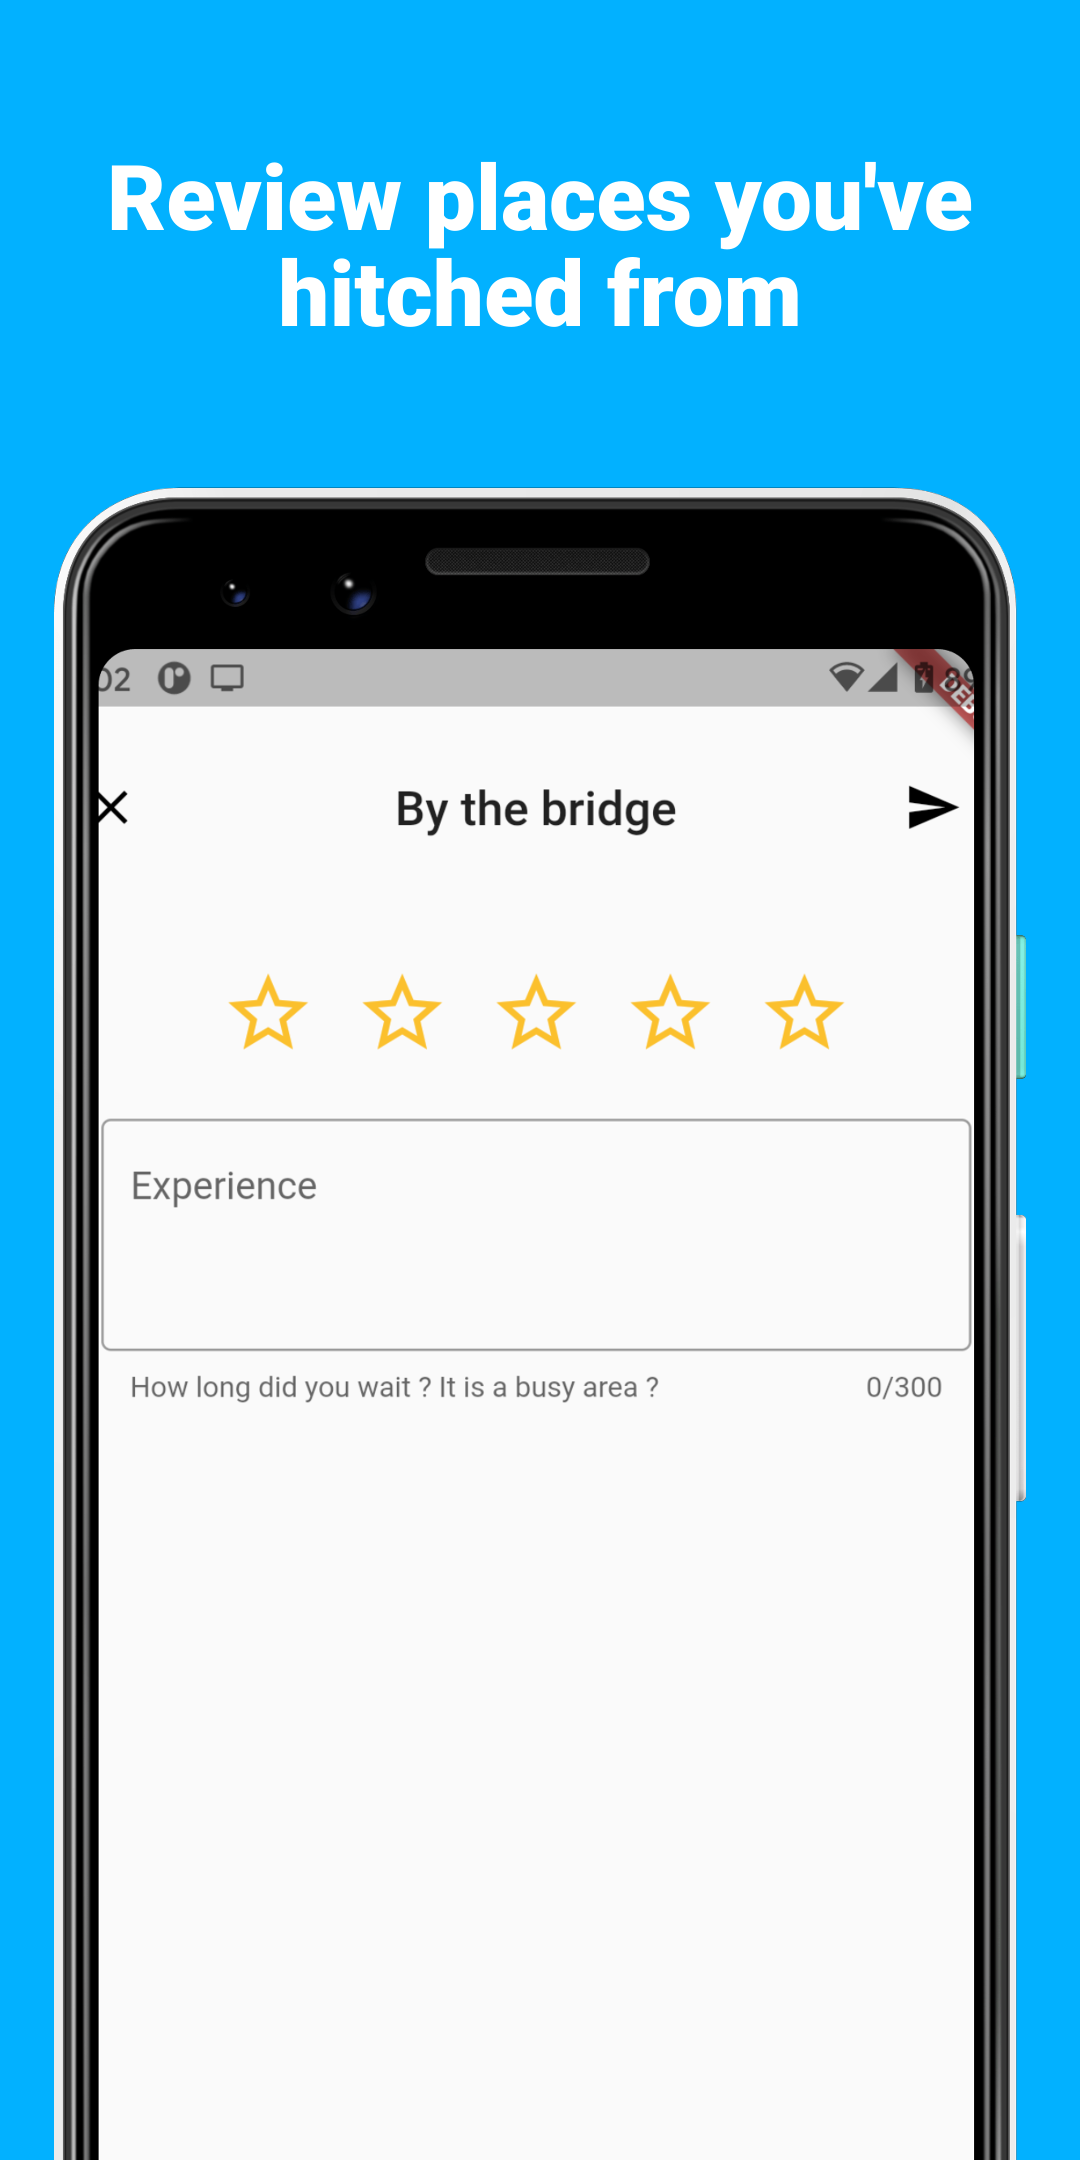 Review places you've
hitched from
By the bridge
Experience
How long did you wait ? It is a busy area ? 0/300